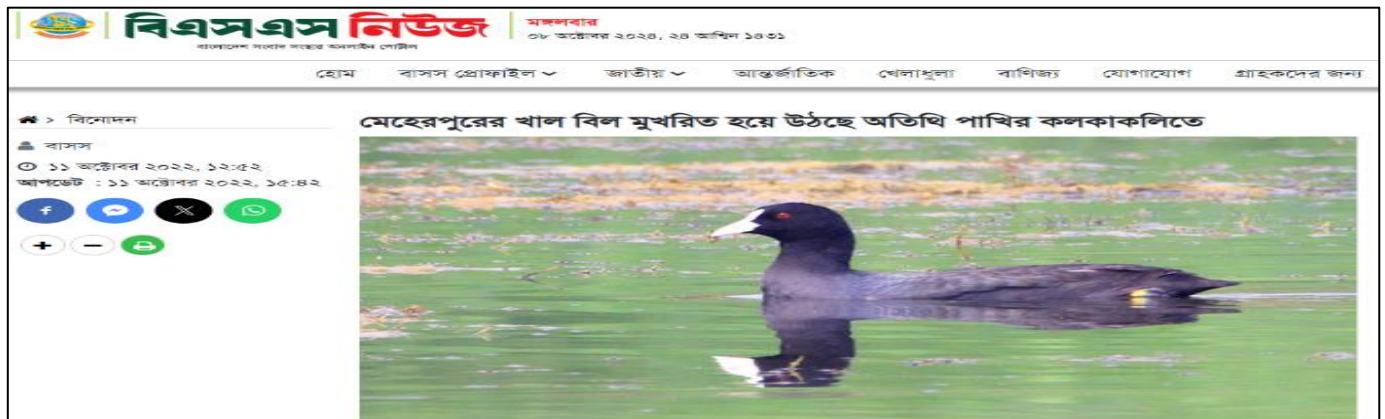 বিএসএস নিউজ
বাংলাদেশ সংবাদ সংস্থার অনলাইন পোর্টাল
মঙ্গলবার
০৮ অক্টোবর ২০২৪, ২৪ আশ্বিন ১৪৩১
হোম বাসস প্রোফাইল জাতীয় আন্তর্জাতিক খেলাধুলা বাণিজ্য যোগাযোগ গ্রাহকদের জন্য
> বিনোদন
মেহেরপুরের খাল বিল মুখরিত হয়ে উঠছে অতিথি পাখির কলকাকলিতে
বাসস
১১ অক্টোবর ২০২২, ১২:৫২
আপডেট : ১১ অক্টোবর ২০২২, ১৫:৪২